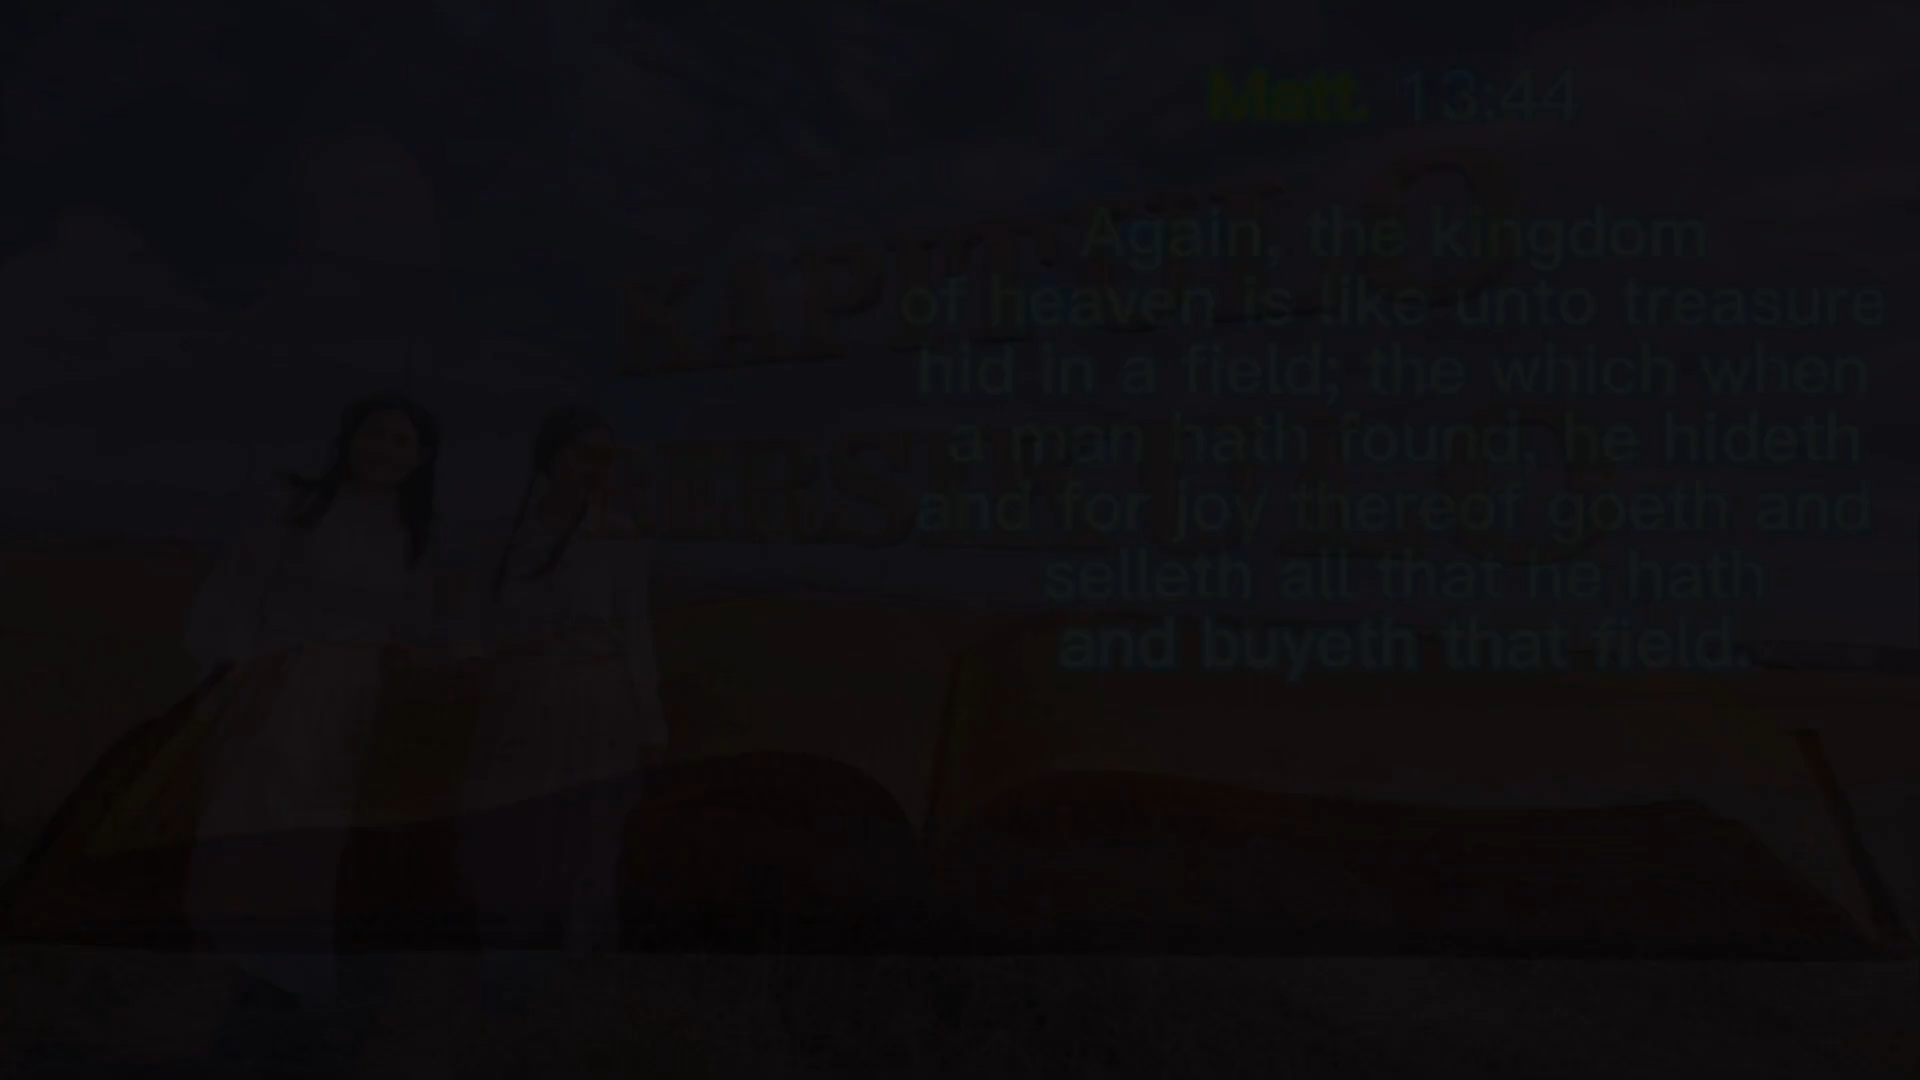 Matt. 13:44
Again, the kingdom
of heaven is like unto treasure
hid in a field; the which when
a man hath found, he hideth
and for joy thereof goeth and
selleth all that he hath
and buyeth that field.